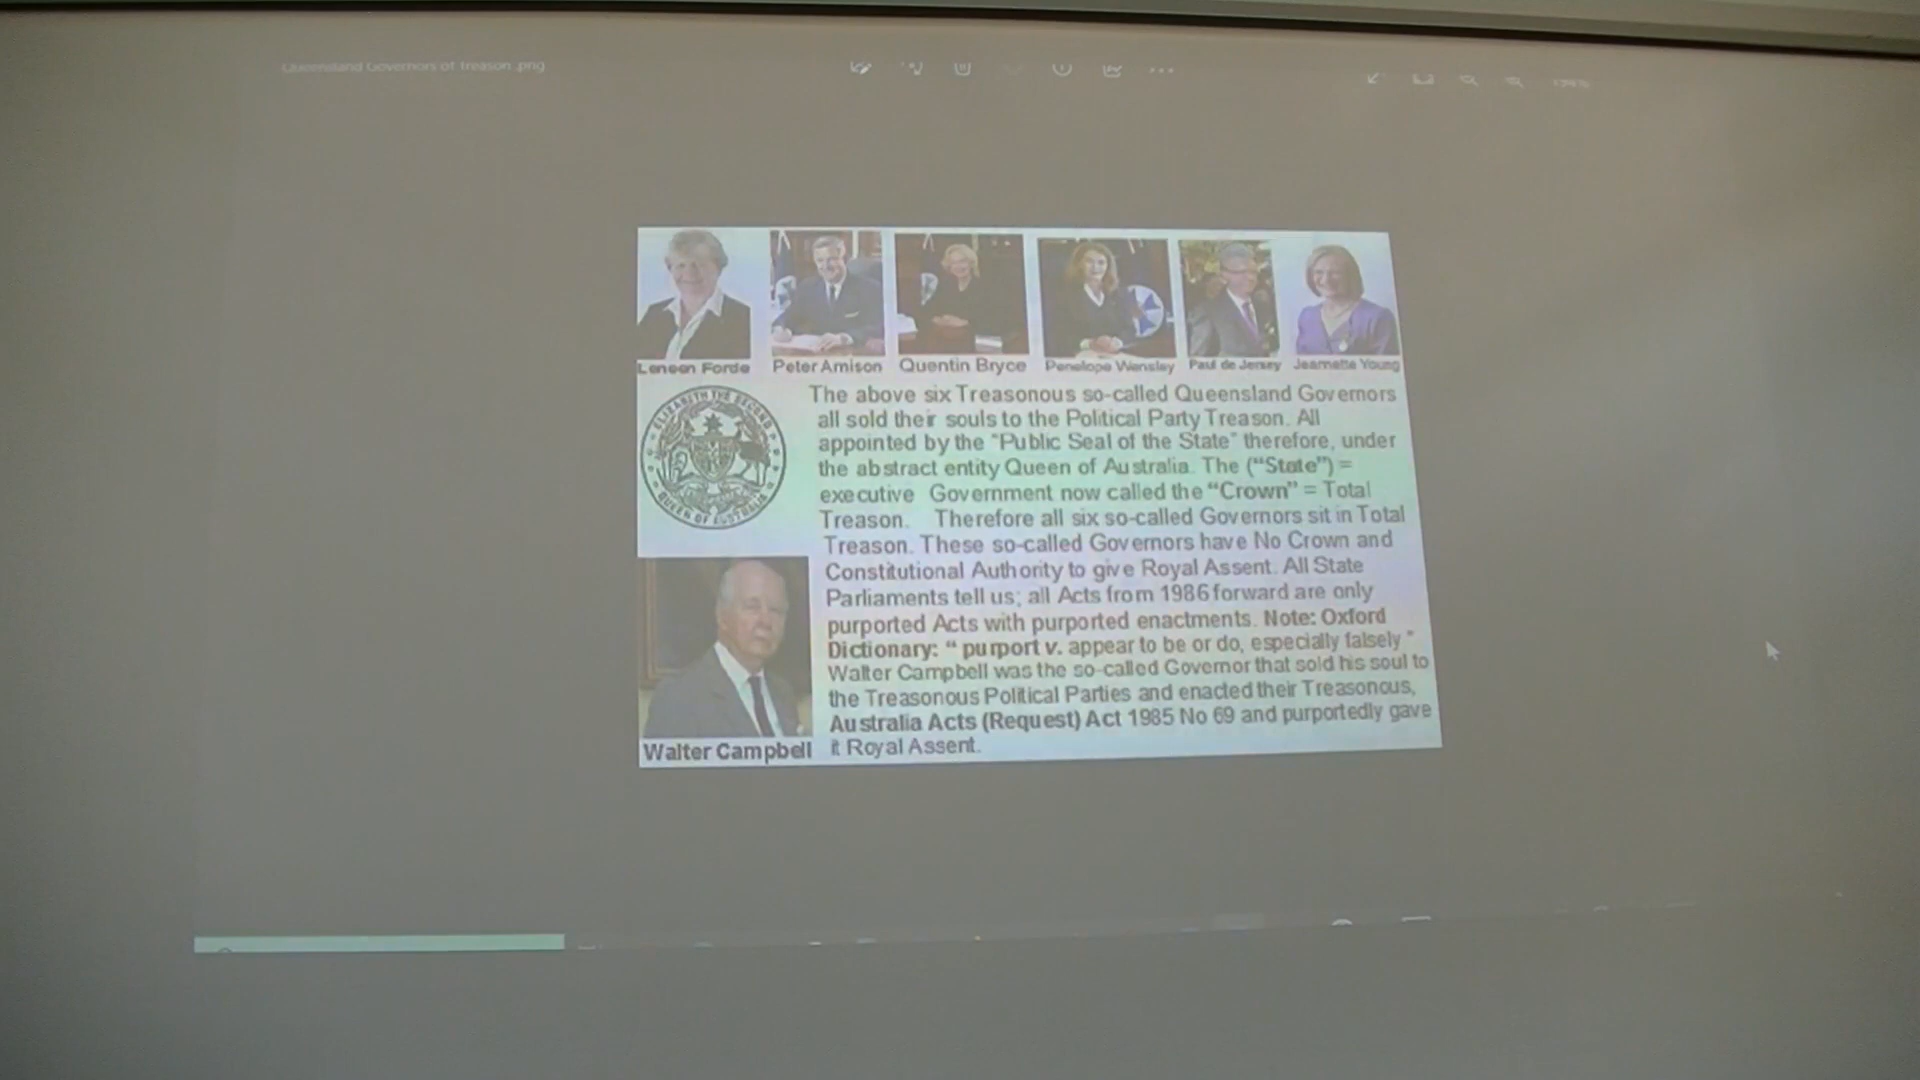 Queensland Governors of treason .png
Leneen Forde
Peter Arnison
Quentin Bryce
Penelope Wensley
Paul de Jersey
Jeannette Young
ELIZABETH THE SECOND
QUEEN OF AUSTRALIA
The above six Treasonous so-called Queensland Governors
all sold their souls to the Political Party Treason. All
appointed by the "Public Seal of the State" therefore, under
the abstract entity Queen of Australia. The ("State") =
executive Government now called the "Crown" = Total
Treason. Therefore all six so-called Governors sit in Total
Treason. These so-called Governors have No Crown and
Constitutional Authority to give Royal Assent. All State
Parliaments tell us; all Acts from 1986 forward are only
purported Acts with purported enactments. Note: Oxford
Dictionary: " purport v. appear to be or do, especially falsely "
Walter Campbell was the so-called Governor that sold his soul to
the Treasonous Political Parties and enacted their Treasonous,
Australia Acts (Request) Act 1985 No 69 and purportedly gave
it Royal Assent.
Walter Campbell